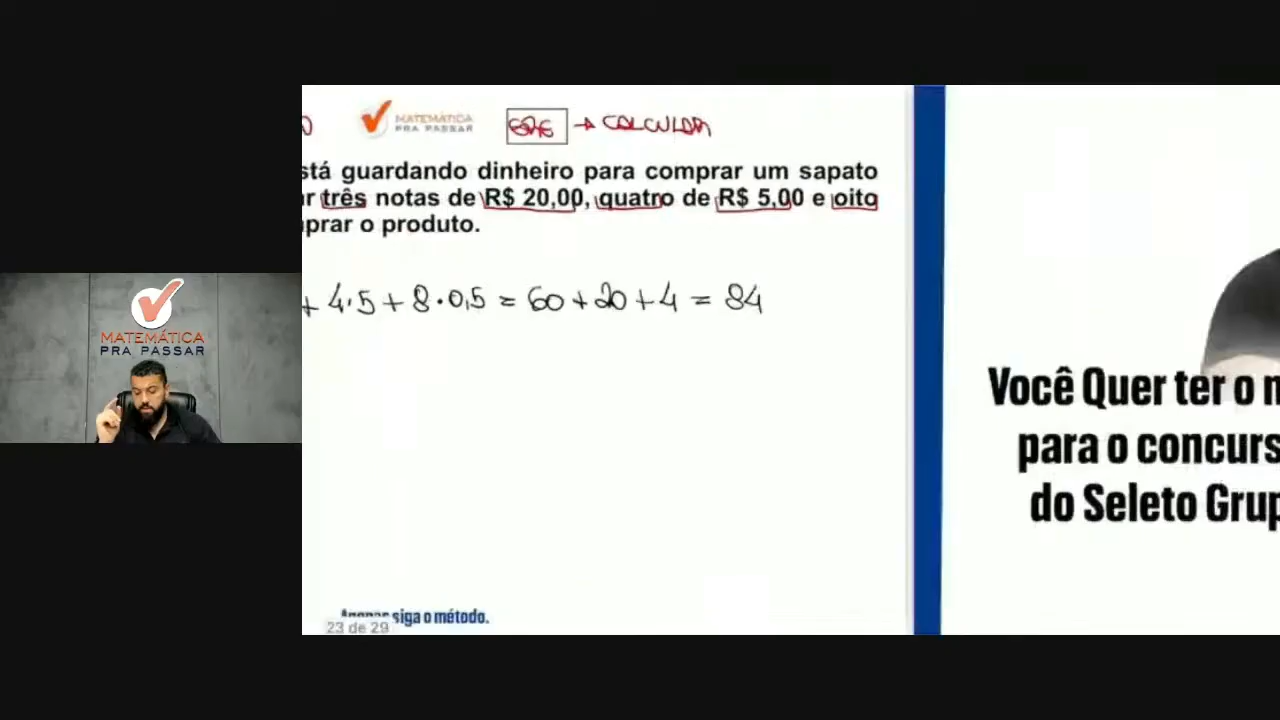 MATEMÁTICA
PRA PASSAR
→ CALCULAR
stá guardando dinheiro para comprar um sapato
r três notas de R$ 20,00, quatro de R$ 5,00 e oito
prar o produto.
+ 4·5 + 8·0,5 = 60 + 20 + 4 = 84
MATEMÁTICA
PRA PASSAR
Você Quer ter o
para o concurs
do Seleto Grup
siga o método.
23 de 29